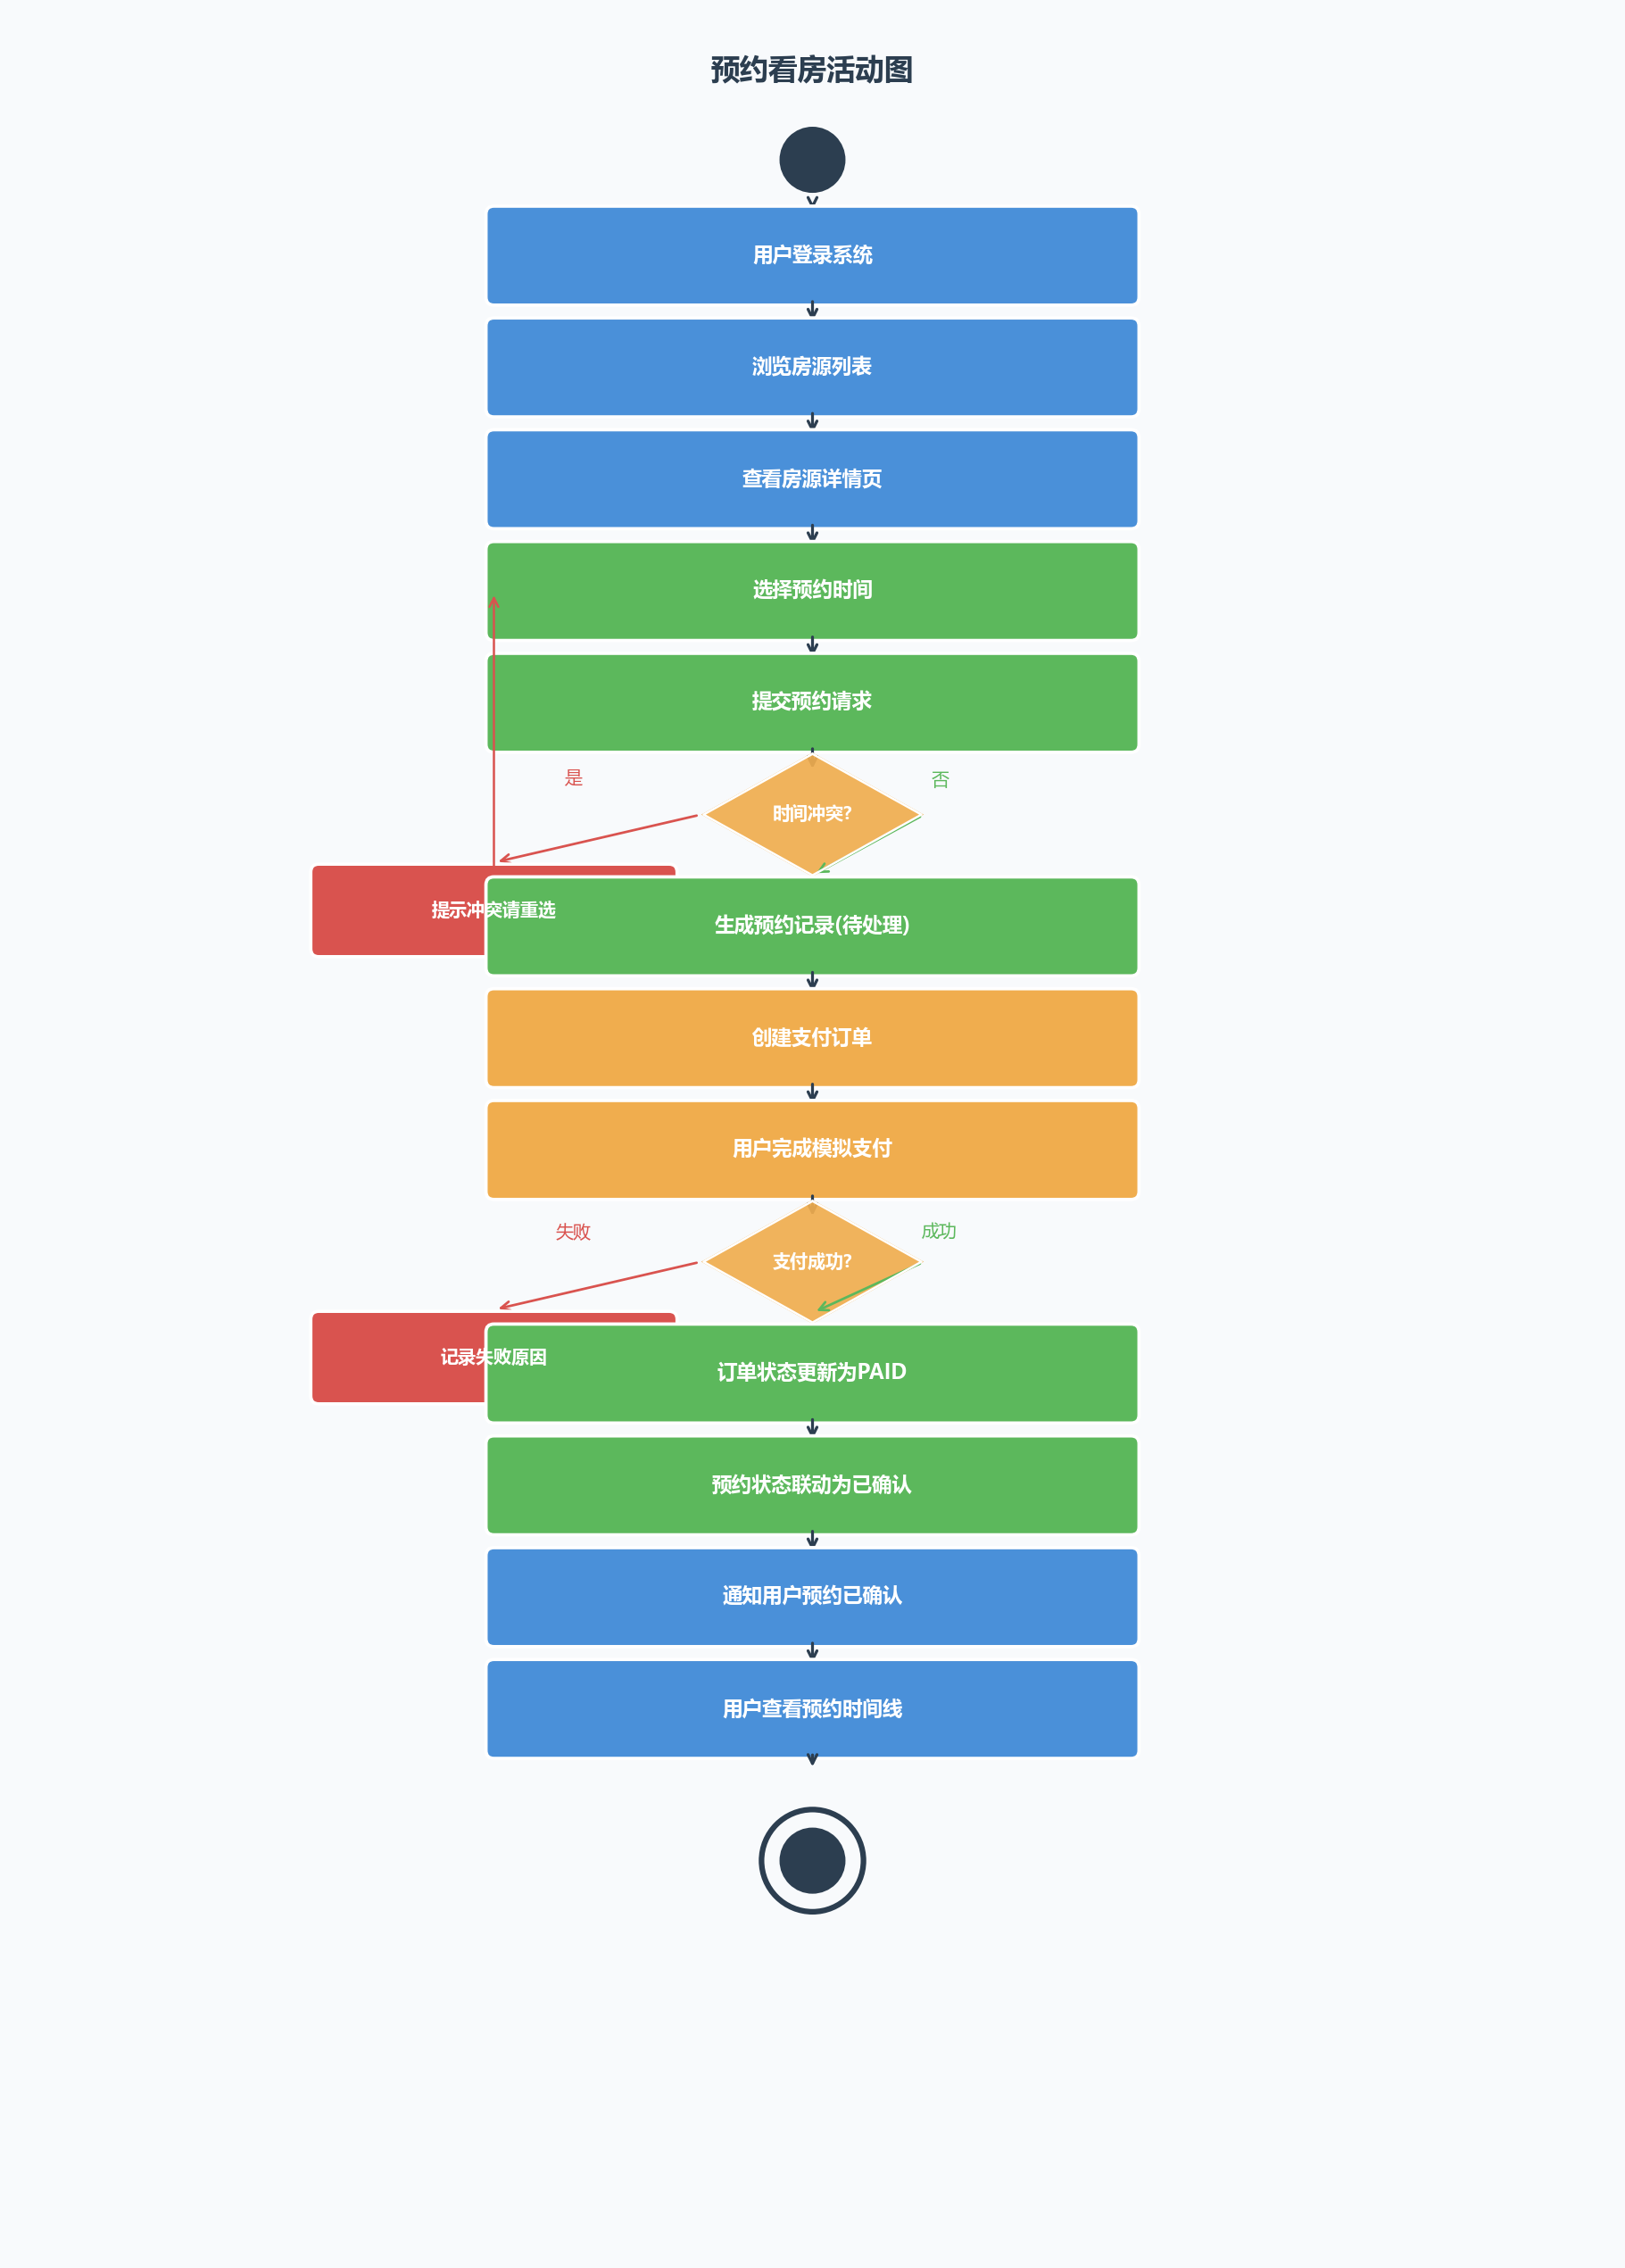 预约看房活动图
用户登录系统
浏览房源列表
查看房源详情页
选择预约时间
提交预约请求
是
否
时间冲突?
提示冲突请重选
生成预约记录(待处理)
创建支付订单
用户完成模拟支付
失败
成功
支付成功?
记录失败原因
订单状态更新为PAID
预约状态联动为已确认
通知用户预约已确认
用户查看预约时间线